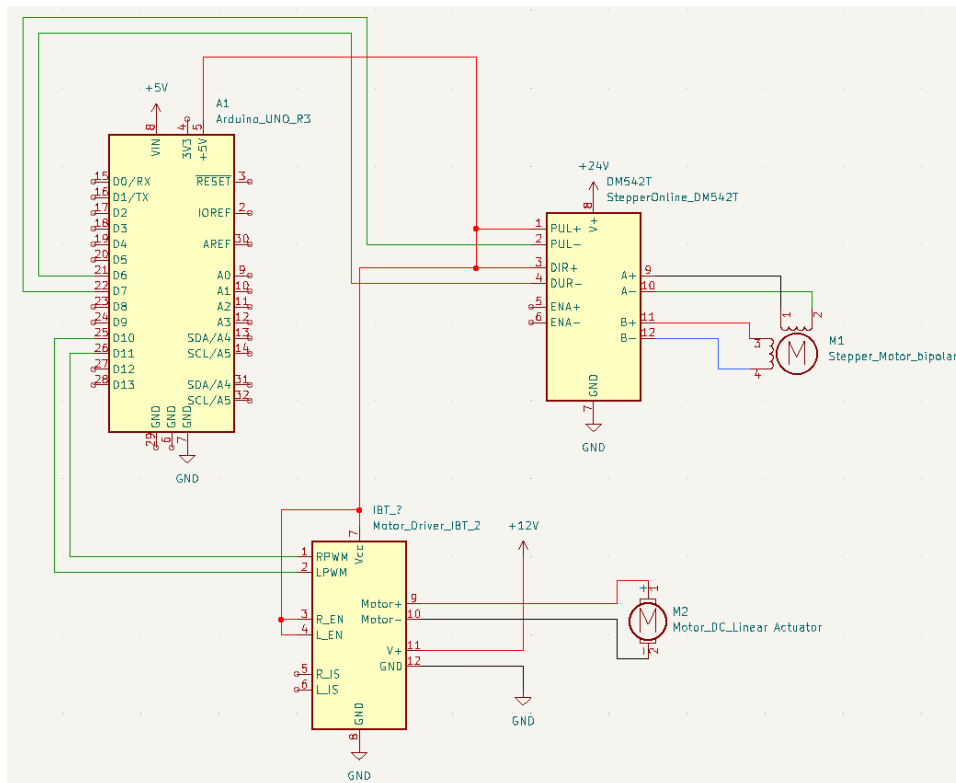 +5V
A1
Arduino_UNO_R3
8
4
5
VIN
3V3
+5V
15 D0/RX
RESET 3
16 D1/TX
17 D2
IOREF 2
18 D3
19 D4
AREF 30
20 D5
21 D6
A0 9
22 D7
A1 10
23 D8
A2 11
24 D9
A3 12
25 D10
SDA/A4 13
26 D11
SCL/A5 14
27 D12
28 D13
SDA/A4 31
SCL/A5 32
GND
GND
GND
29
6
7
GND
+24V
DM542T
StepperOnline_DM542T
8
V+
1 PUL+
2 PUL-
3 DIR+
4 DUR-
5 ENA+
6 ENA-
A+ 9
A- 10
B+ 11
B- 12
GND
7
GND
1
2
3
4
M
M1
Stepper_Motor_bipolar
IBT_?
Motor_Driver_IBT_2
7
Vcc
1 RPWM
2 LPWM
3 R_EN
4 L_EN
5 R_IS
6 L_IS
Motor+ 9
Motor- 10
V+ 11
GND 12
GND
8
GND
+12V
GND
+
1
M
-
2
M2
Motor_DC_Linear Actuator